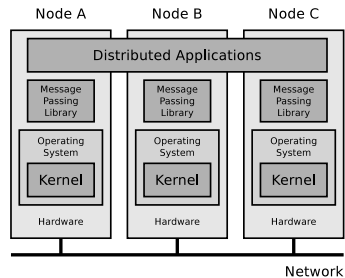 Node A Node B Node C
Distributed Applications
Message Message Message
Passing Passing Passing
Library Library Library
Operating Operating Operating
System System System
Kernel Kernel Kernel
Hardware Hardware Hardware
Network